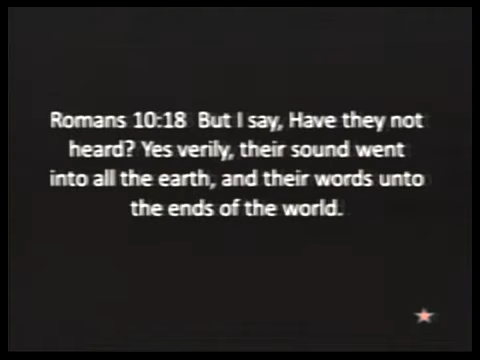 Romans 10:18  But I say, Have they not
heard? Yes verily, their sound went
into all the earth, and their words unto
the ends of the world.